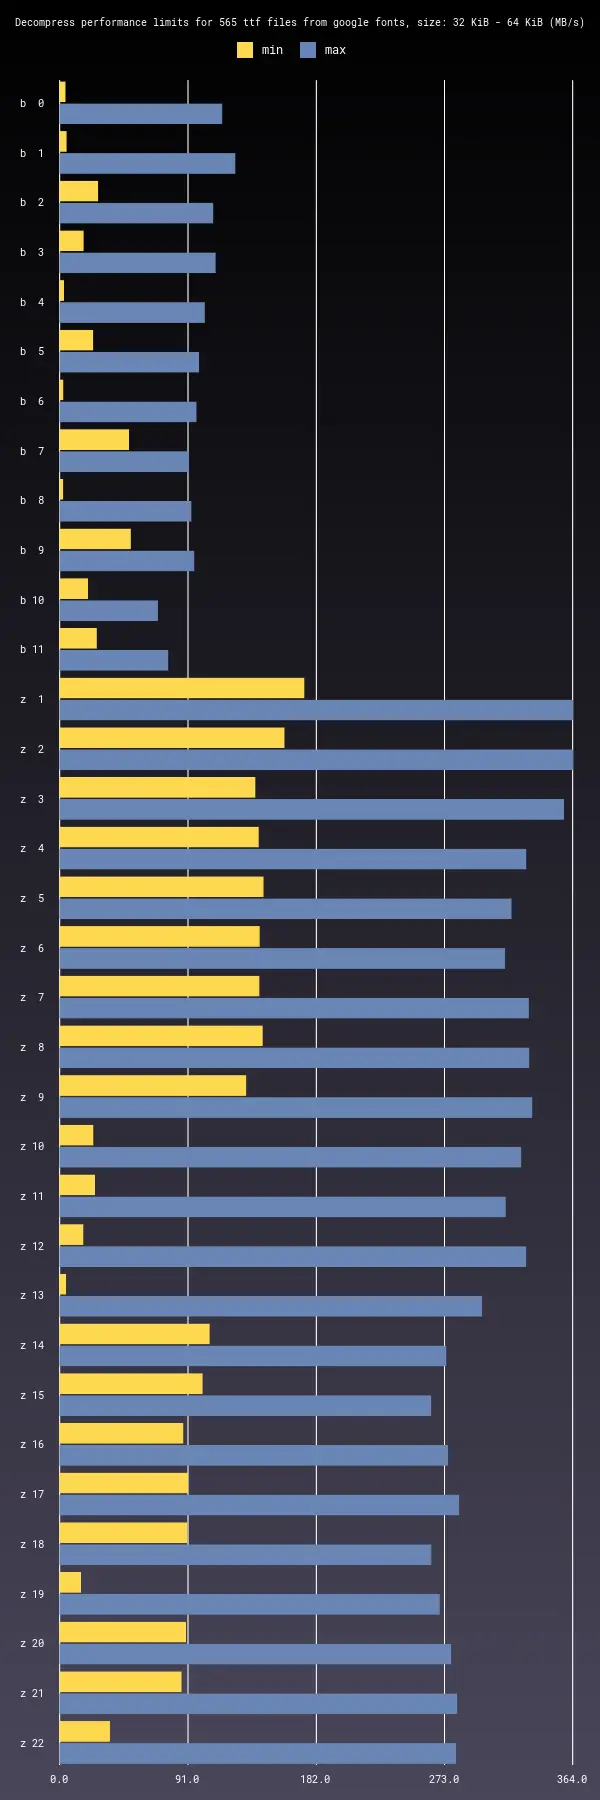 Decompress performance limits for 565 ttf files from google fonts, size: 32 KiB - 64 KiB (MB/s)
min max
b 0
b 1
b 2
b 3
b 4
b 5
b 6
b 7
b 8
b 9
b 10
b 11
z 1
z 2
z 3
z 4
z 5
z 6
z 7
z 8
z 9
z 10
z 11
z 12
z 13
z 14
z 15
z 16
z 17
z 18
z 19
z 20
z 21
z 22
0.0 91.0 182.0 273.0 364.0